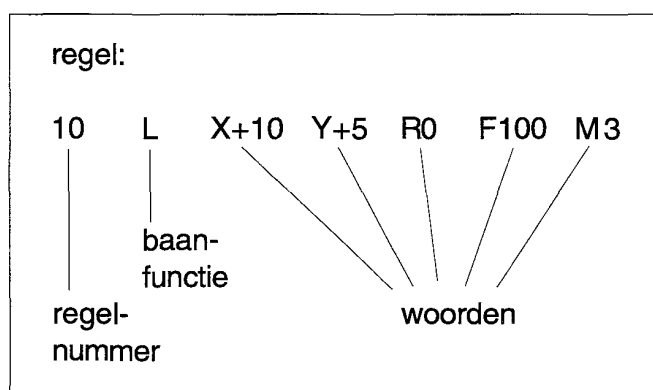 regel:
10 L X+10 Y+5 R0 F100 M3
baan-
functie
regel-
nummer
woorden